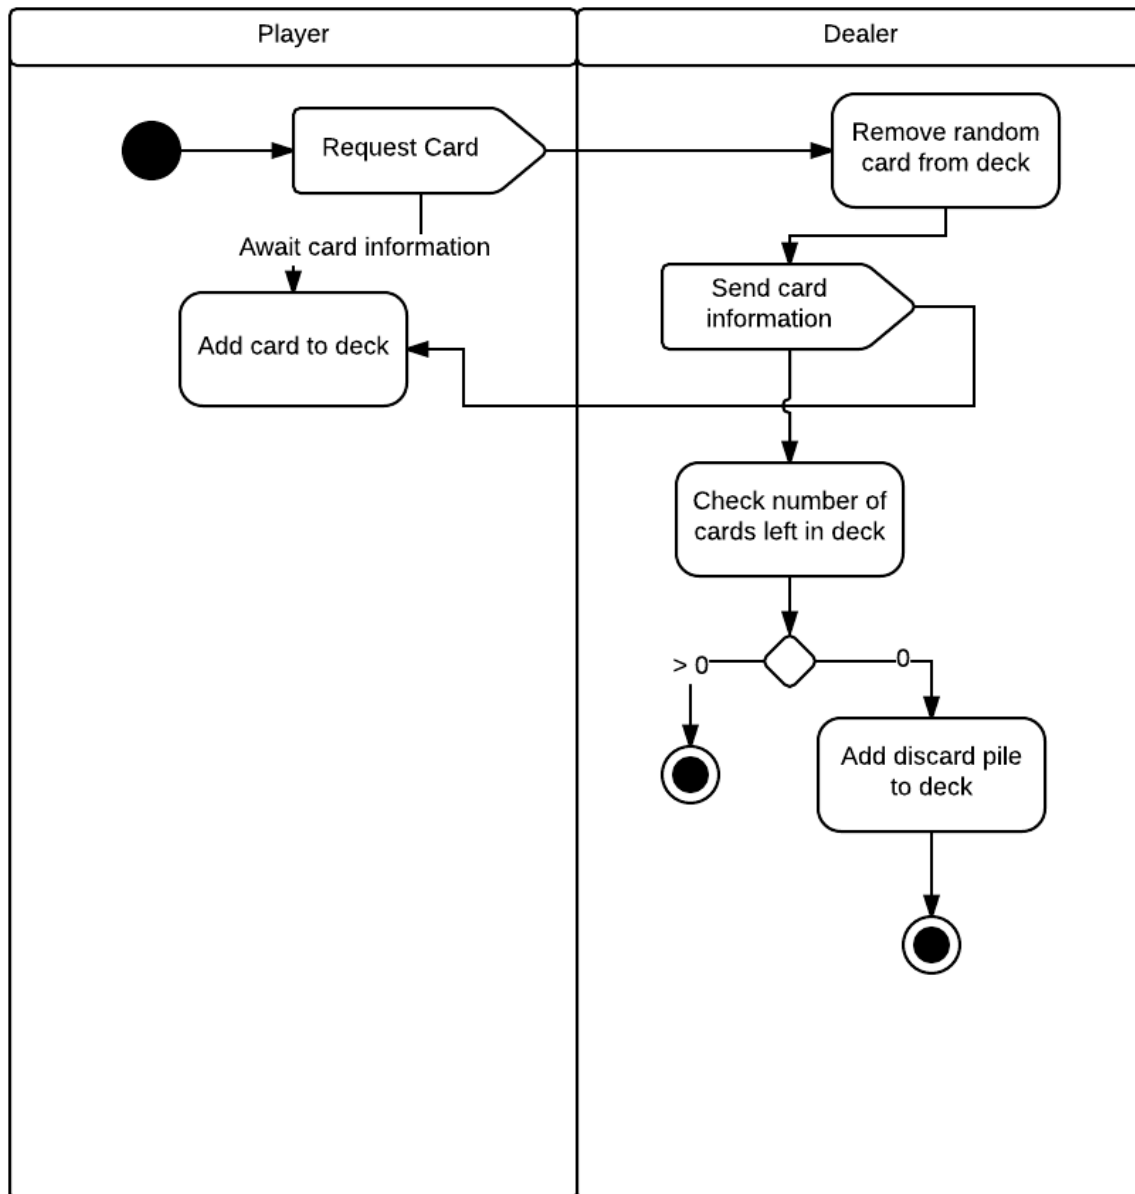 Player
Dealer
Request Card
Remove random
card from deck
Await card information
Send card
information
Add card to deck
Check number of
cards left in deck
> 0
0
Add discard pile
to deck